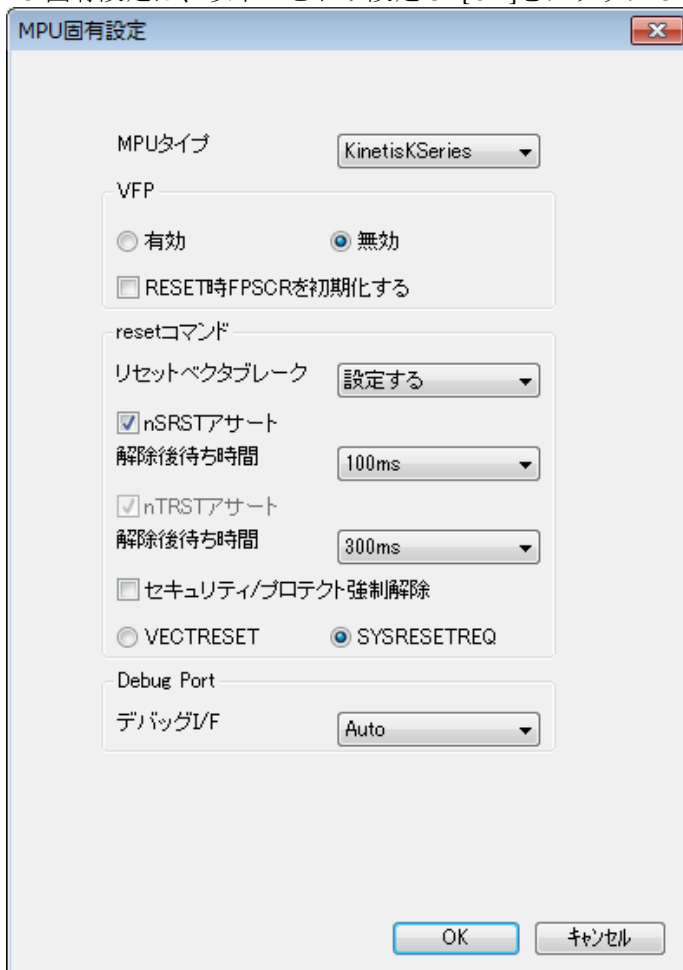 MPU固有設定
MPUタイプ KinetisKSeries
VFP
有効 無効
RESET時FPSCRを初期化する
resetコマンド
リセットベクタブレーク 設定する
nSRSTアサート
解除後待ち時間 100ms
nTRSTアサート
解除後待ち時間 300ms
セキュリティ/プロテクト強制解除
VECTRESET SYSRESETREQ
Debug Port
デバッグI/F Auto
OK キャンセル